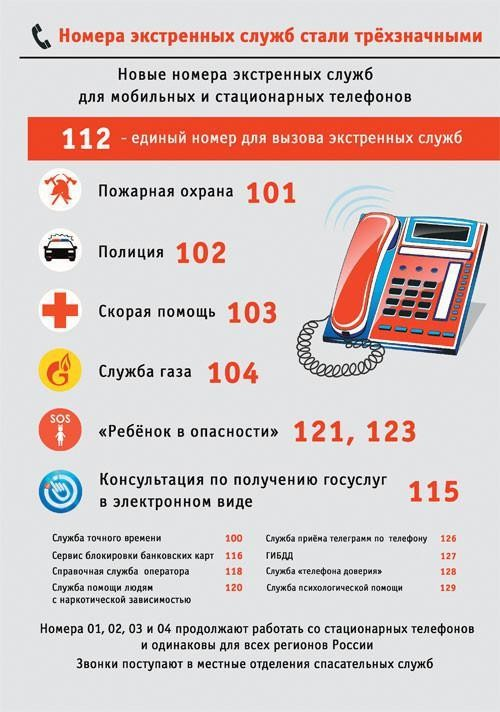 Номера экстренных служб стали трёхзначными
Новые номера экстренных служб
для мобильных и стационарных телефонов
112 - единый номер для вызова экстренных служб
Пожарная охрана 101
Полиция 102
Скорая помощь 103
Служба газа 104
SOS
«Ребёнок в опасности» 121, 123
Консультация по получению госуслуг
в электронном виде 115
Служба точного времени 100
Сервис блокировки банковских карт 116
Справочная служба оператора 118
Служба помощи людям 120
с наркотической зависимостью
Служба приёма телеграмм по телефону 126
ГИБДД 127
Служба «телефона доверия» 128
Служба психологической помощи 129
Номера 01, 02, 03 и 04 продолжают работать со стационарных телефонов
и одинаковы для всех регионов России
Звонки поступают в местные отделения спасательных служб